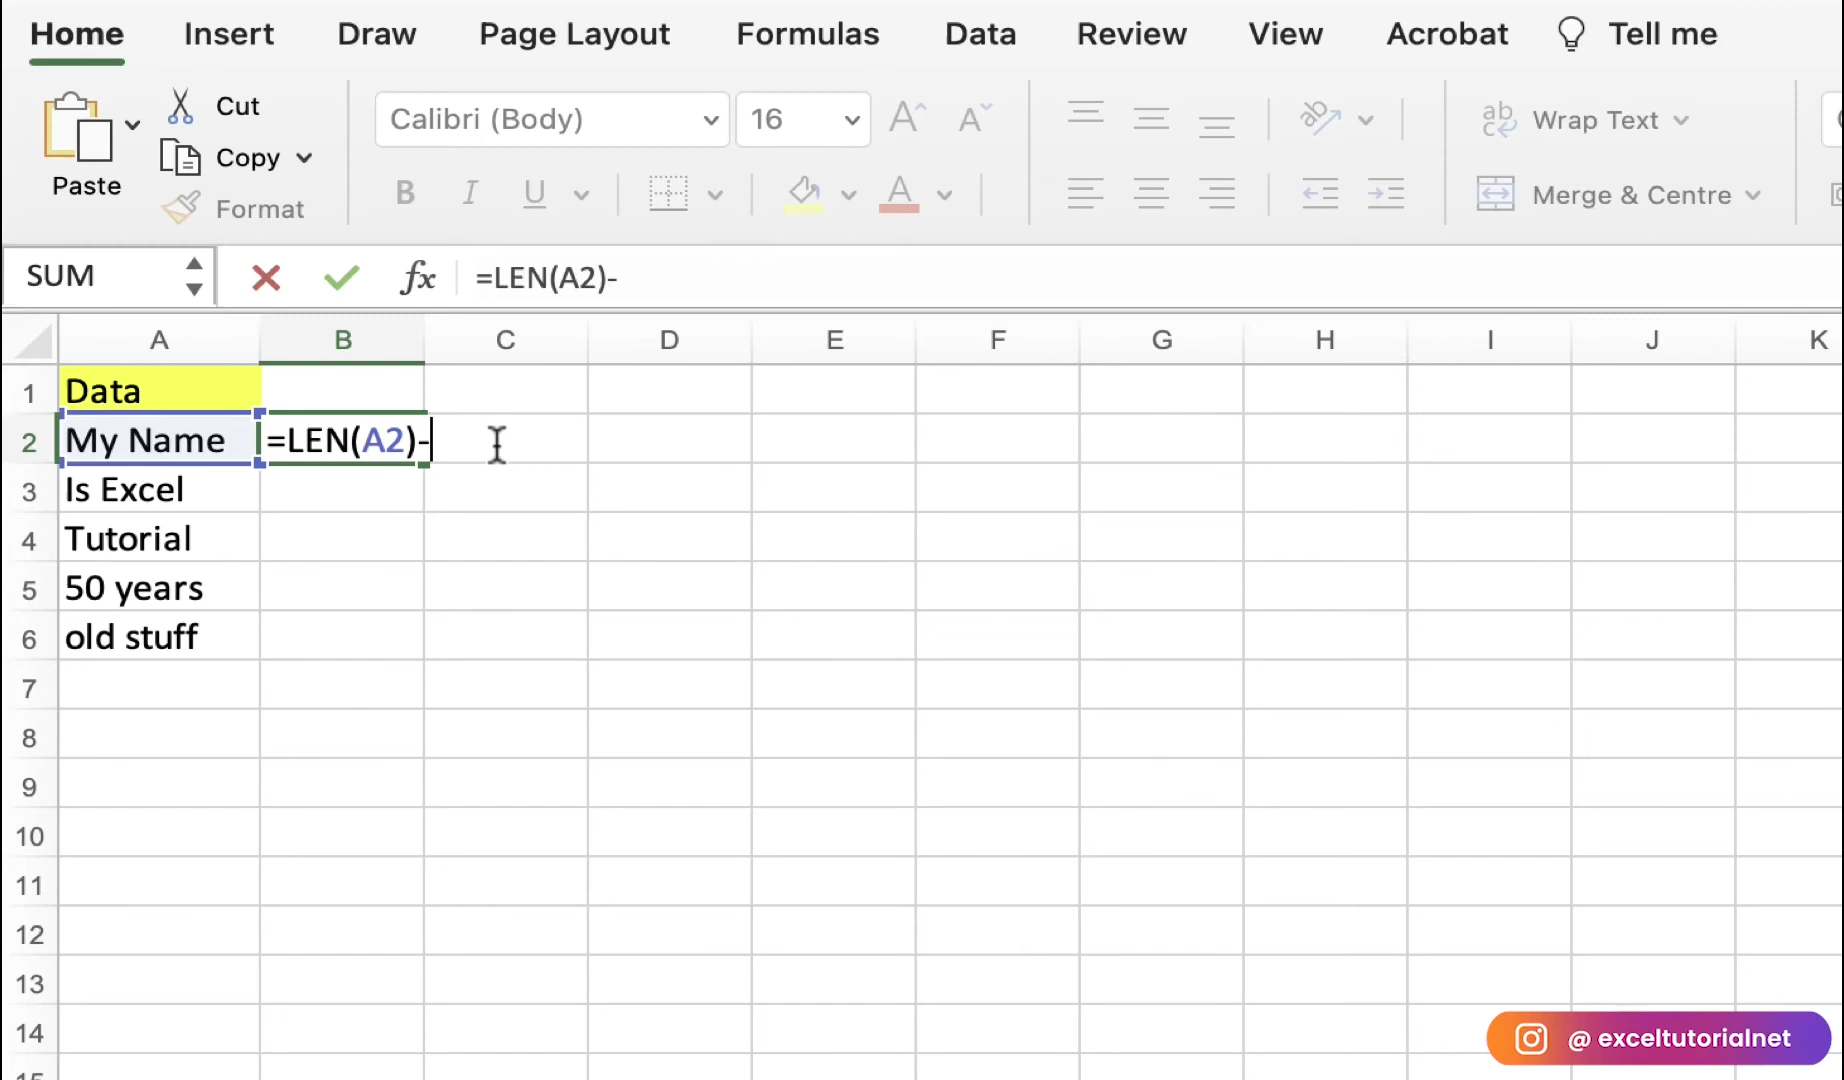 Home Insert Draw Page Layout Formulas Data Review View Acrobat Tell me
Paste
Cut
Copy
Format
Calibri (Body) 16
B I U
Wrap Text
Merge & Centre
SUM fx =LEN(A2)-
A B C D E F G H I J K
1 Data
2 My Name =LEN(A2)-
3 Is Excel
4 Tutorial
5 50 years
6 old stuff
7
8
9
10
11
12
13
14
@ exceltutorialnet